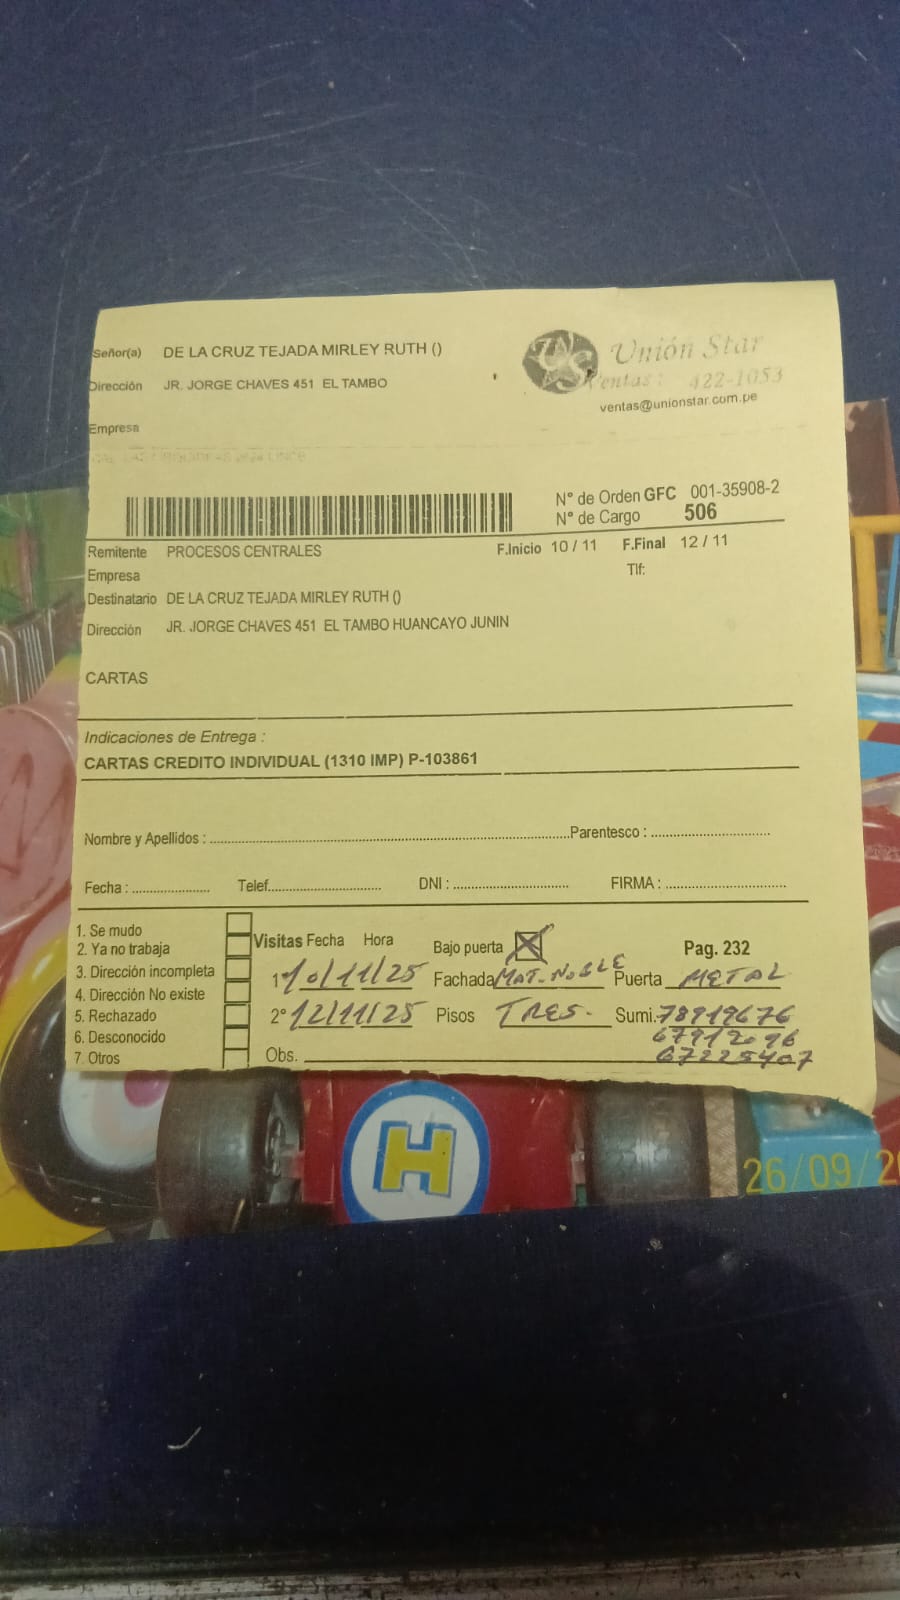 Señor(a) DE LA CRUZ TEJADA MIRLEY RUTH ()
Dirección JR. JORGE CHAVES 451 EL TAMBO
Empresa
Unión Star
Ventas: 422-1053
ventas@unionstar.com.pe
N° de Orden GFC 001-35908-2
N° de Cargo 506
Remitente PROCESOS CENTRALES F.Inicio 10 / 11 F.Final 12 / 11
Empresa Tlf:
Destinatario DE LA CRUZ TEJADA MIRLEY RUTH ()
Dirección JR. JORGE CHAVES 451 EL TAMBO HUANCAYO JUNIN
CARTAS
Indicaciones de Entrega :
CARTAS CREDITO INDIVIDUAL (1310 IMP) P-103861
Nombre y Apellidos : Parentesco :
Fecha : Telef. DNI : FIRMA :
1. Se mudo
2. Ya no trabaja
3. Dirección incompleta
4. Dirección No existe
5. Rechazado
6. Desconocido
7. Otros
Visitas Fecha Hora Bajo puerta Pag. 232
1° 10/11/25 Fachada MAT. NOBLE Puerta METAL
2° 12/11/25 Pisos TRES. Sumi. 78919676
67912096
67225407
Obs.
H
26/09/20